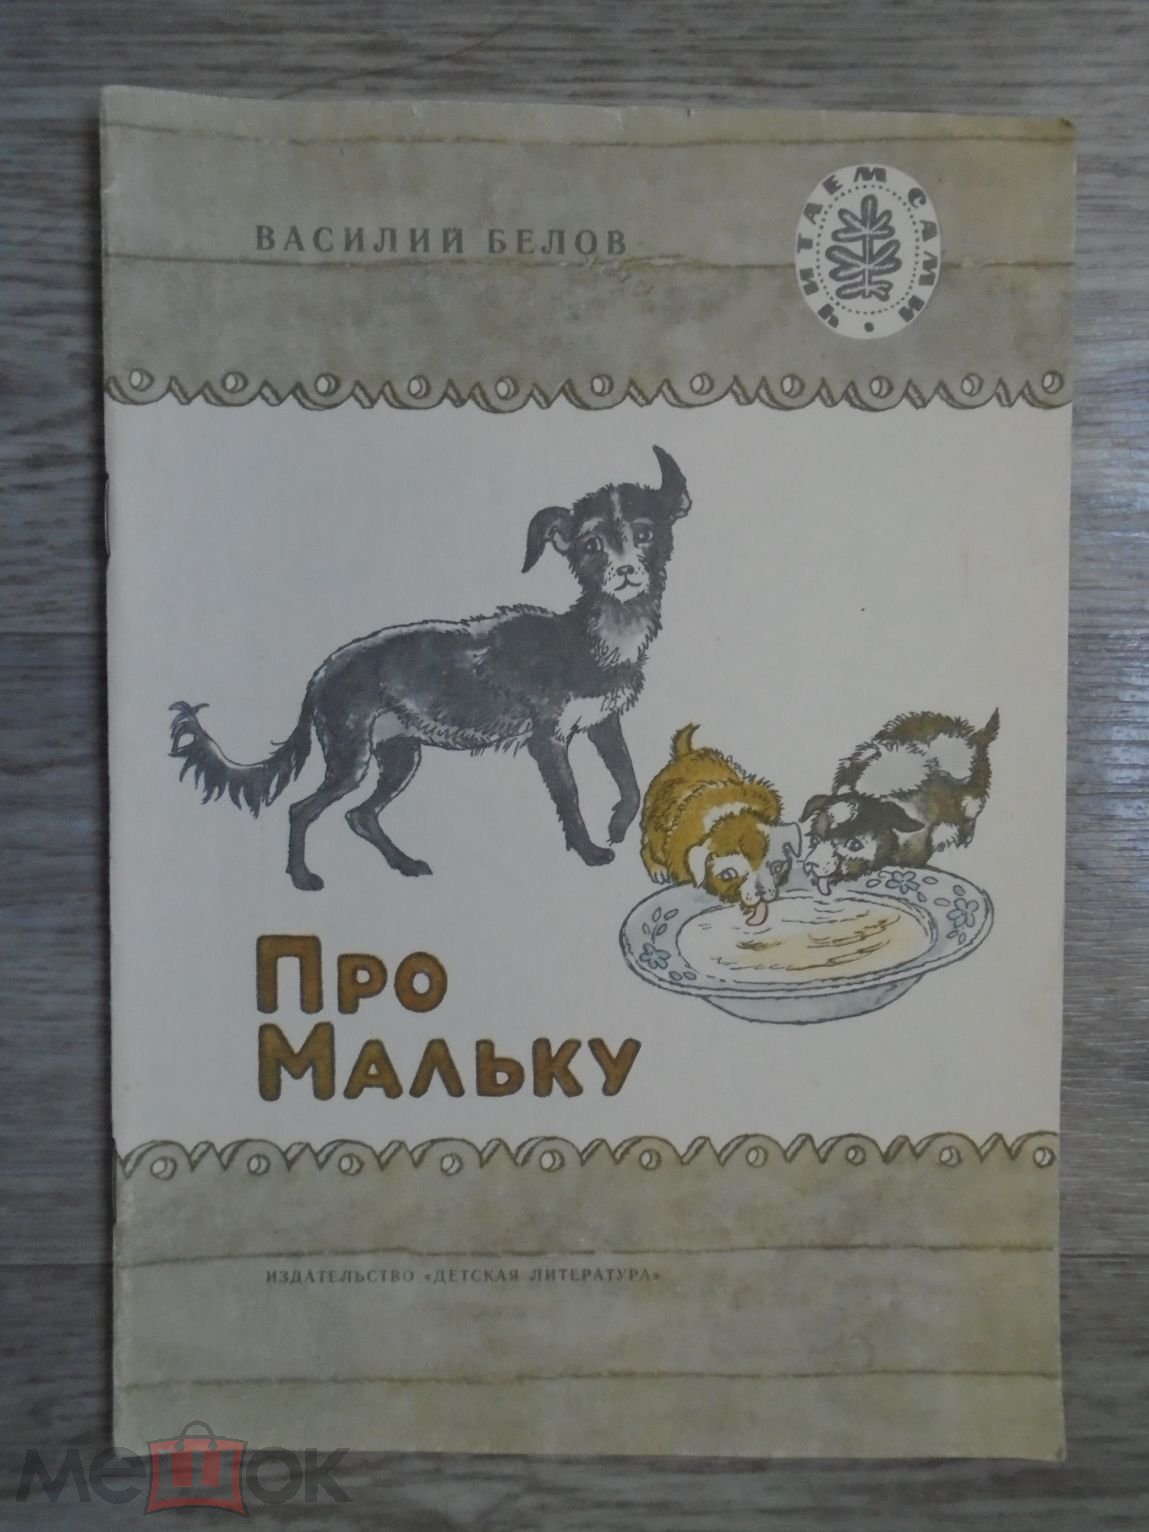 ВАСИЛИЙ БЕЛОВ
ЧИТАЕМ САМИ
ПРО
МАЛЬКУ
ИЗДАТЕЛЬСТВО «ДЕТСКАЯ ЛИТЕРАТУРА»
мешок